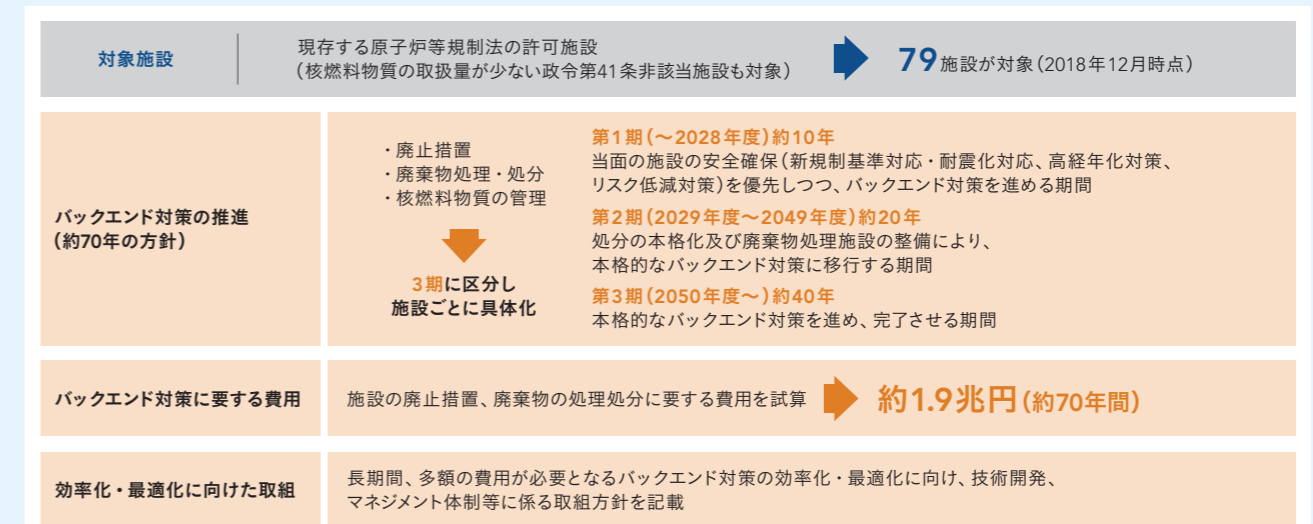 対象施設
現存する原子炉等規制法の許可施設
（核燃料物質の取扱量が少ない政令第41条非該当施設も対象）
79施設が対象（2018年12月時点）
バックエンド対策の推進
（約70年の方針）
・廃止措置
・廃棄物処理・処分
・核燃料物質の管理
3期に区分し
施設ごとに具体化
第1期（～2028年度）約10年
当面の施設の安全確保（新規制基準対応・耐震化対応、高経年化対策、
リスク低減対策）を優先しつつ、バックエンド対策を進める期間
第2期（2029年度～2049年度）約20年
処分の本格化及び廃棄物処理施設の整備により、
本格的なバックエンド対策に移行する期間
第3期（2050年度～）約40年
本格的なバックエンド対策を進め、完了させる期間
バックエンド対策に要する費用
施設の廃止措置、廃棄物の処理処分に要する費用を試算
約1.9兆円（約70年間）
効率化・最適化に向けた取組
長期間、多額の費用が必要となるバックエンド対策の効率化・最適化に向け、技術開発、
マネジメント体制等に係る取組方針を記載